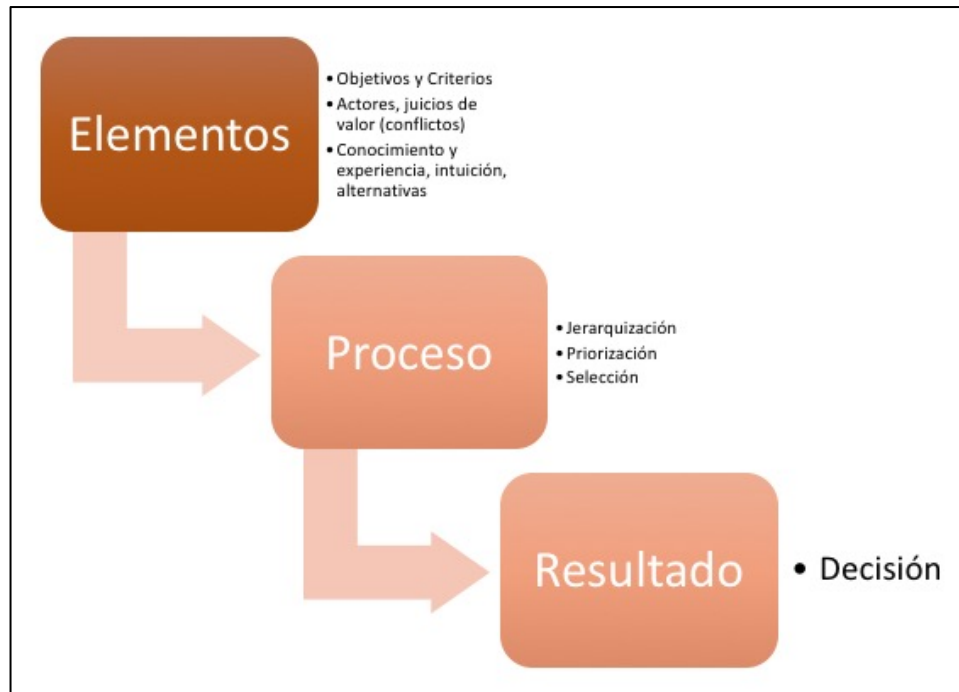 Elementos
• Objetivos y Criterios
• Actores, juicios de
valor (conflictos)
• Conocimiento y
experiencia, intuición,
alternativas
Proceso
• Jerarquización
• Priorización
• Selección
Resultado
• Decisión